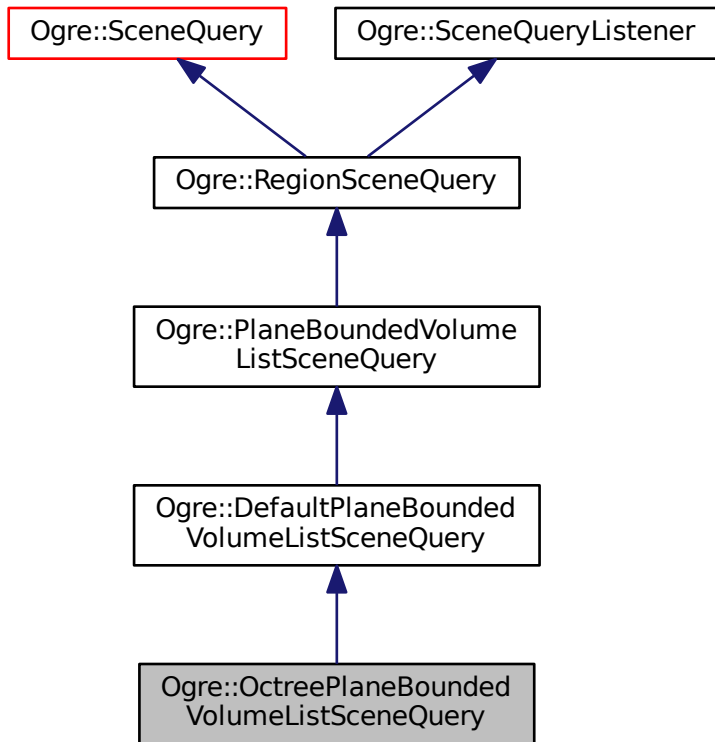 Ogre::SceneQuery
Ogre::SceneQueryListener
Ogre::RegionSceneQuery
Ogre::PlaneBoundedVolume
ListSceneQuery
Ogre::DefaultPlaneBounded
VolumeListSceneQuery
Ogre::OctreePlaneBounded
VolumeListSceneQuery